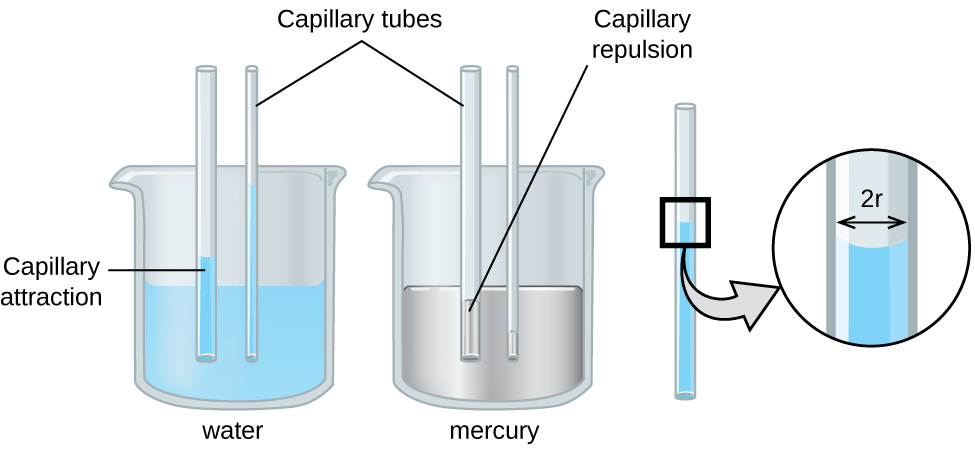 Capillary tubes
Capillary
repulsion
2r
Capillary
attraction
water
mercury